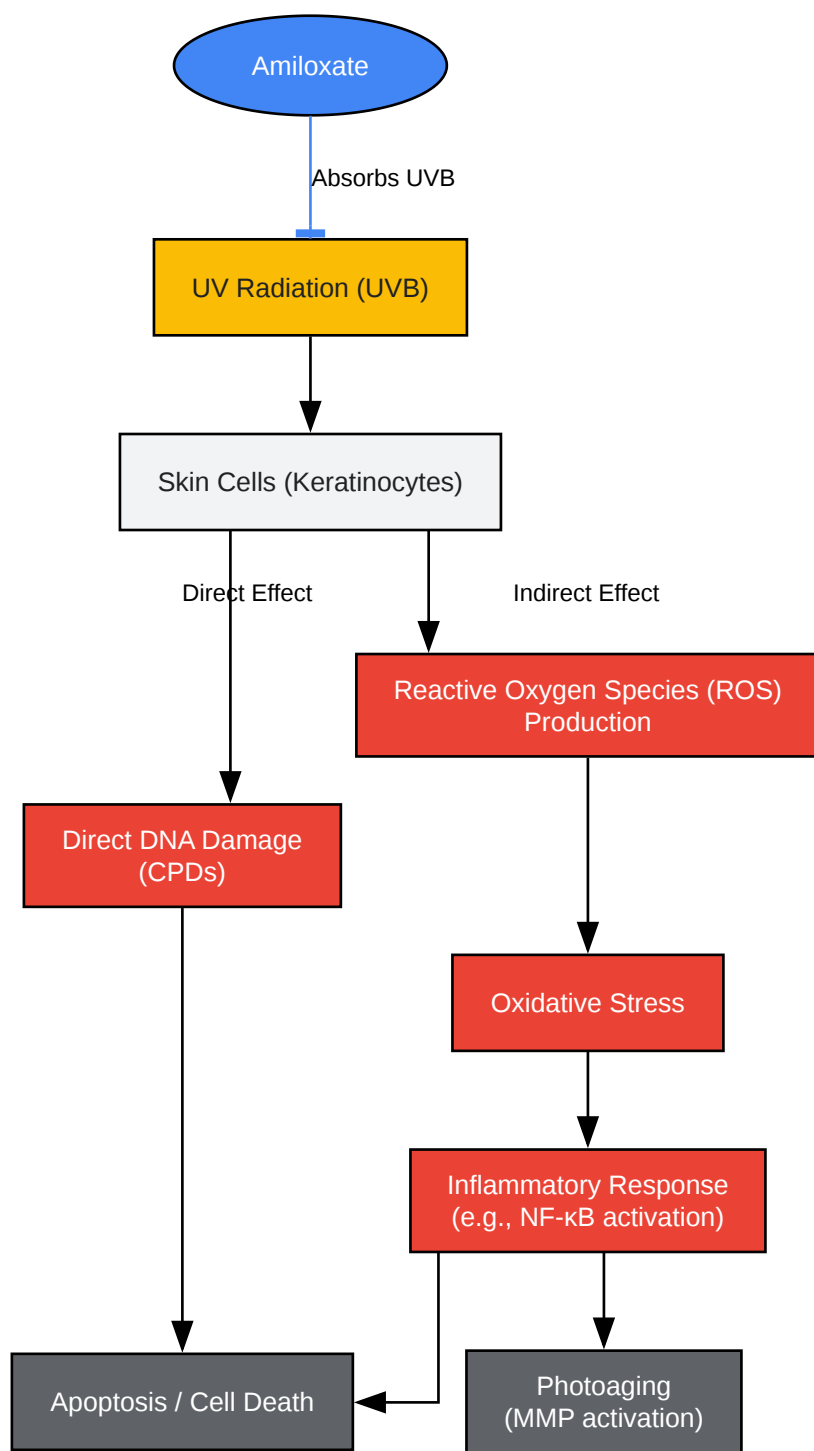 Amiloxate
Absorbs UVB
UV Radiation (UVB)
Skin Cells (Keratinocytes)
Direct Effect
Indirect Effect
Reactive Oxygen Species (ROS)
Production
Direct DNA Damage
(CPDs)
Oxidative Stress
Inflammatory Response
(e.g., NF-κB activation)
Apoptosis / Cell Death
Photoaging
(MMP activation)